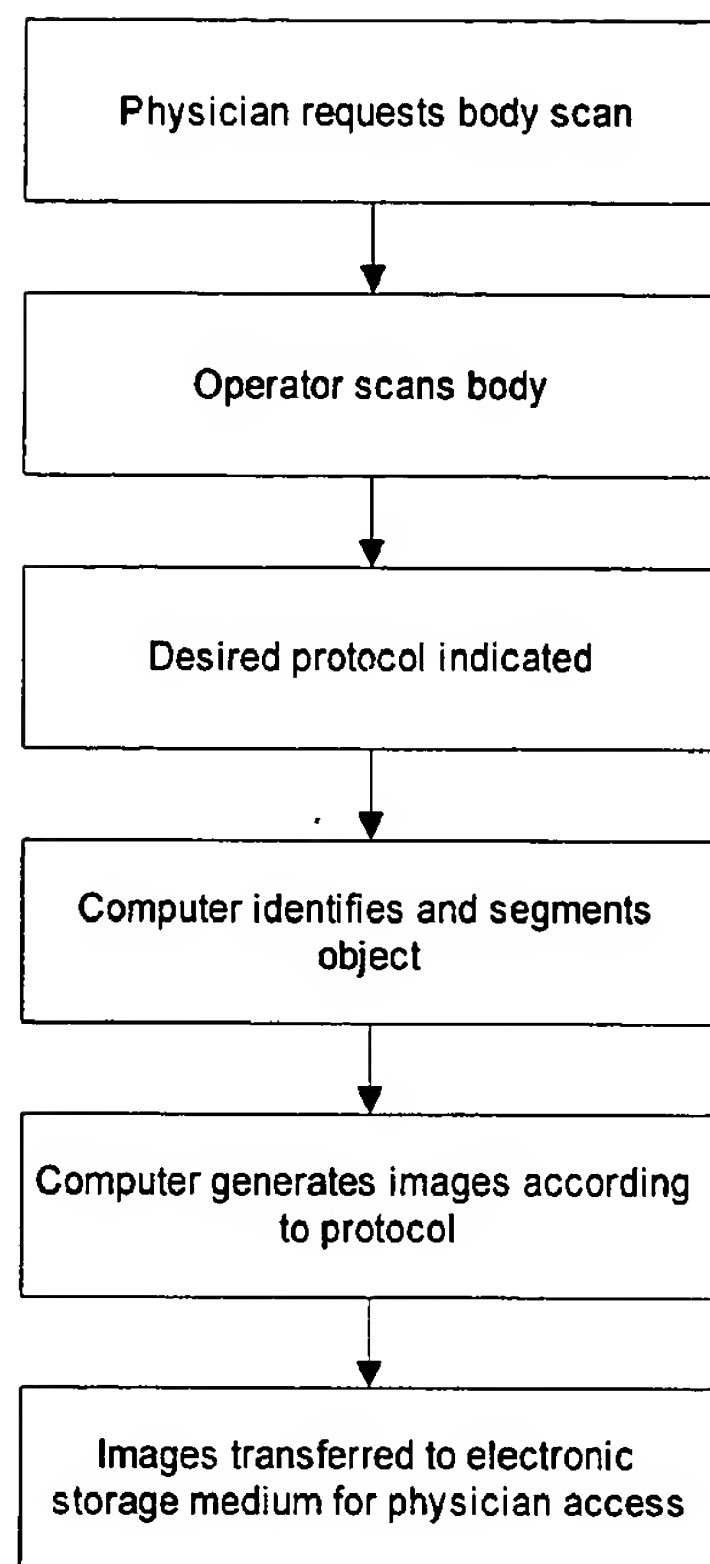 Physician requests body scan
Operator scans body
Desired protocol indicated
Computer identifies and segments
object
Computer generates images according
to protocol
Images transferred to electronic
storage medium for physician access